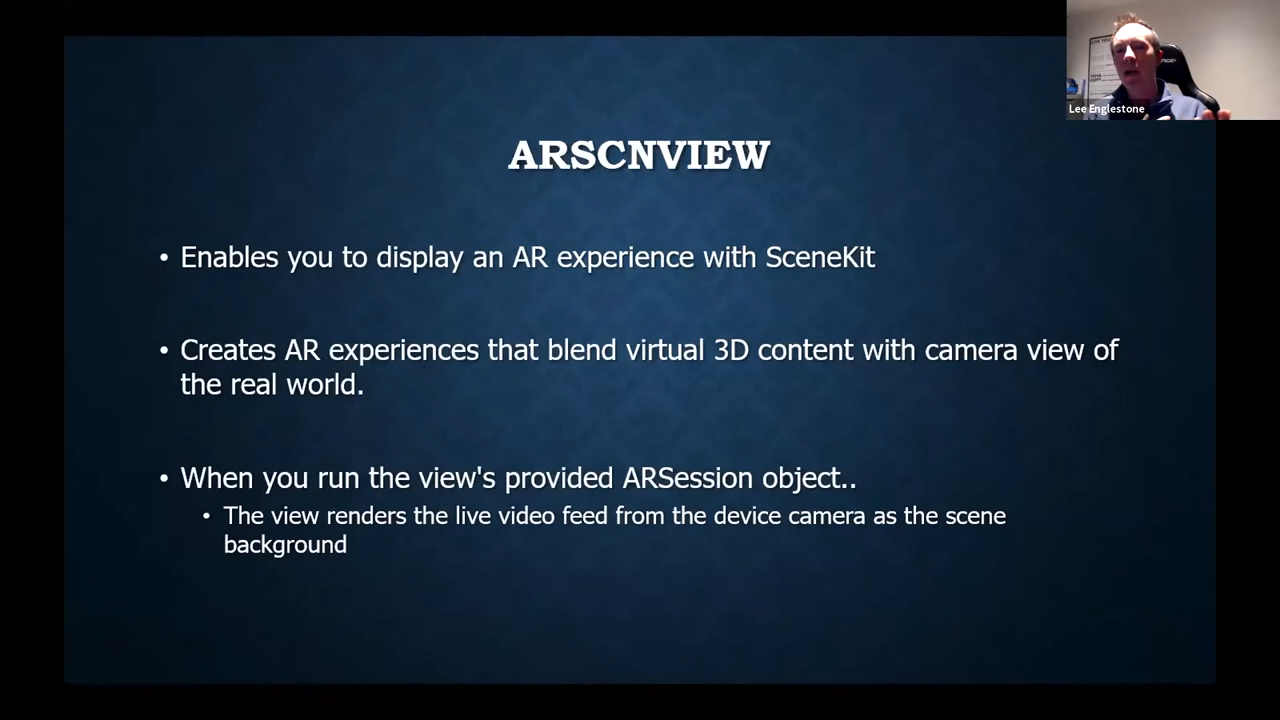 ARSCNVIEW
• Enables you to display an AR experience with SceneKit
• Creates AR experiences that blend virtual 3D content with camera view of
the real world.
• When you run the view's provided ARSession object..
• The view renders the live video feed from the device camera as the scene
background
Lee Englestone